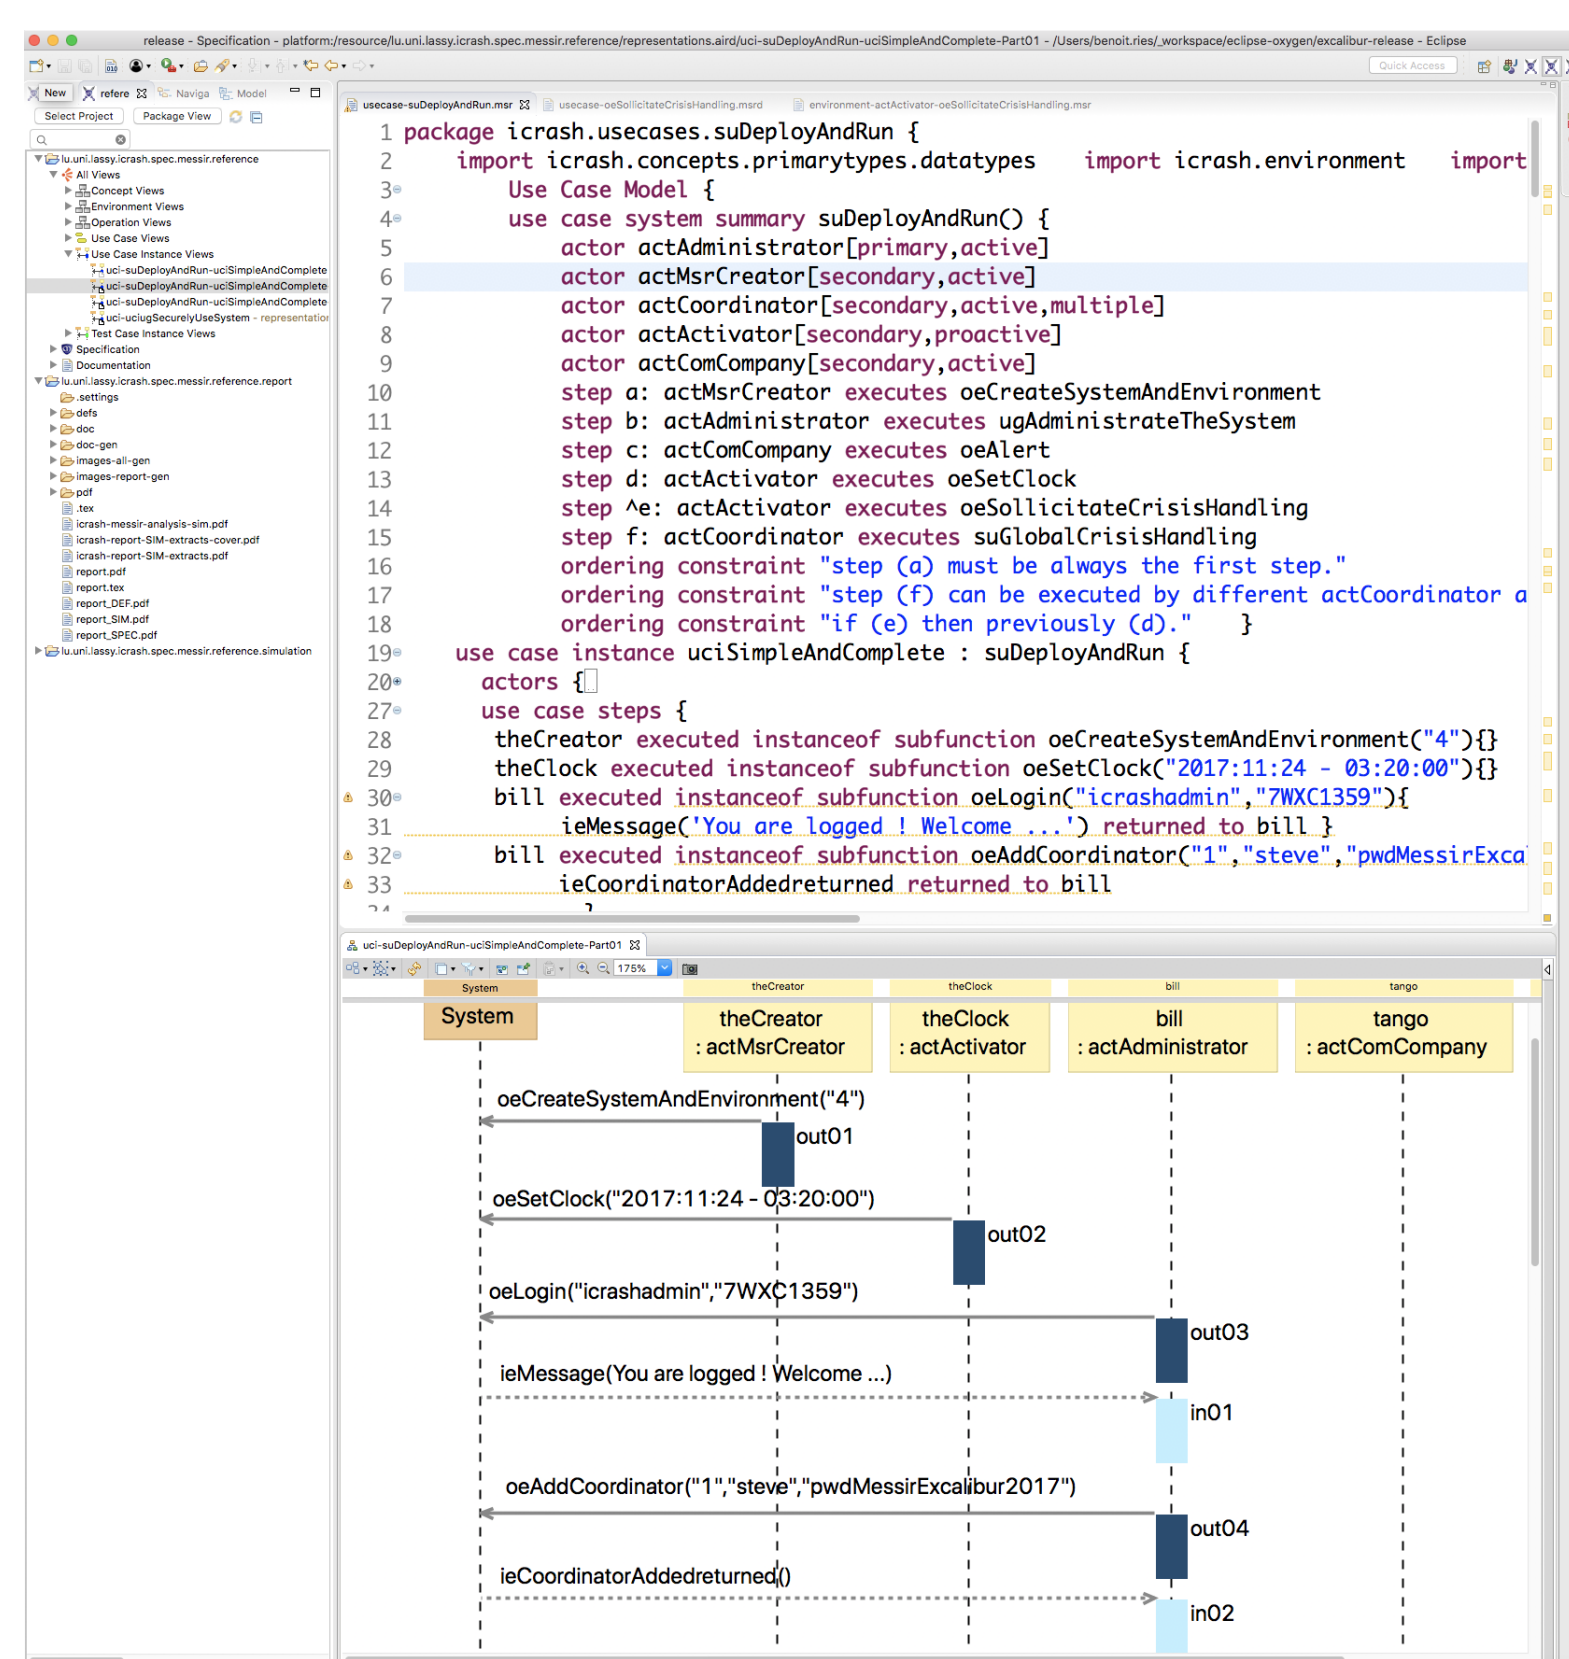 release - Specification - platform:/resource/lu.uni.lassy.icrash.spec.messir.reference/representations.aird/uci-suDeployAndRun-uciSimpleAndComplete-Part01 - /Users/benoit.ries/_workspace/eclipse-oxygen/excalibur-release - Eclipse
Quick Access
New
refere
Naviga
Model
Select Project
Package View
lu.uni.lassy.icrash.spec.messir.reference
All Views
Concept Views
Environment Views
Operation Views
Use Case Views
Use Case Instance Views
uci-suDeployAndRun-uciSimpleAndComplete
uci-suDeployAndRun-uciSimpleAndComplete
uci-suDeployAndRun-uciSimpleAndComplete
uci-uciugSecurelyUseSystem - representation
Test Case Instance Views
Specification
Documentation
lu.uni.lassy.icrash.spec.messir.reference.report
.settings
defs
doc
doc-gen
images-all-gen
images-report-gen
pdf
.tex
icrash-messir-analysis-sim.pdf
icrash-report-SIM-extracts-cover.pdf
icrash-report-SIM-extracts.pdf
report.pdf
report.tex
report_DEF.pdf
report_SIM.pdf
report_SPEC.pdf
lu.uni.lassy.icrash.spec.messir.reference.simulation
usecase-suDeployAndRun.msr
usecase-oeSollicitateCrisisHandling.msrd
environment-actActivator-oeSollicitateCrisisHandling.msr
1 package icrash.usecases.suDeployAndRun {
2 import icrash.concepts.primarytypes.datatypes import icrash.environment import
3 Use Case Model {
4 use case system summary suDeployAndRun() {
5 actor actAdministrator[primary,active]
6 actor actMsrCreator[secondary,active]
7 actor actCoordinator[secondary,active,multiple]
8 actor actActivator[secondary,proactive]
9 actor actComCompany[secondary,active]
10 step a: actMsrCreator executes oeCreateSystemAndEnvironment
11 step b: actAdministrator executes ugAdministrateTheSystem
12 step c: actComCompany executes oeAlert
13 step d: actActivator executes oeSetClock
14 step ^e: actActivator executes oeSollicitateCrisisHandling
15 step f: actCoordinator executes suGlobalCrisisHandling
16 ordering constraint "step (a) must be always the first step."
17 ordering constraint "step (f) can be executed by different actCoordinator a
18 ordering constraint "if (e) then previously (d)." }
19 use case instance uciSimpleAndComplete : suDeployAndRun {
20 actors {
27 use case steps {
28 theCreator executed instanceof subfunction oeCreateSystemAndEnvironment("4"){}
29 theClock executed instanceof subfunction oeSetClock("2017:11:24 - 03:20:00"){}
30 bill executed instanceof subfunction oeLogin("icrashadmin","7WXC1359"){
31 ieMessage('You are logged ! Welcome ...') returned to bill }
32 bill executed instanceof subfunction oeAddCoordinator("1","steve","pwdMessirExca
33 ieCoordinatorAddedreturned returned to bill
34 }
uci-suDeployAndRun-uciSimpleAndComplete-Part01
175%
System theCreator theClock bill tango
System
theCreator
: actMsrCreator
theClock
: actActivator
bill
: actAdministrator
tango
: actComCompany
oeCreateSystemAndEnvironment("4")
out01
oeSetClock("2017:11:24 - 03:20:00")
out02
oeLogin("icrashadmin","7WXC1359")
out03
ieMessage(You are logged ! Welcome ...)
in01
oeAddCoordinator("1","steve","pwdMessirExcalibur2017")
out04
ieCoordinatorAddedreturned()
in02